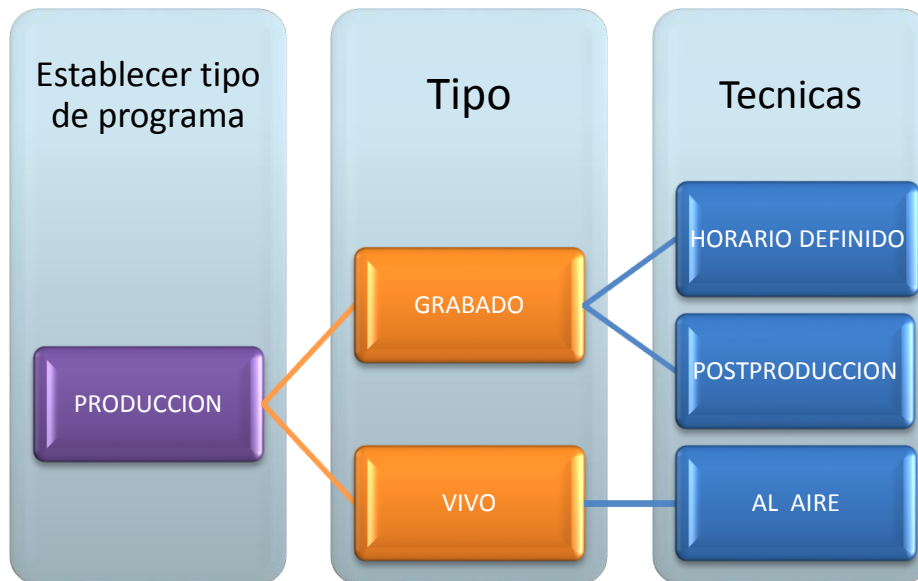 Establecer tipo
de programa
Tipo
Tecnicas
PRODUCCION
GRABADO
VIVO
HORARIO DEFINIDO
POSTPRODUCCION
AL AIRE